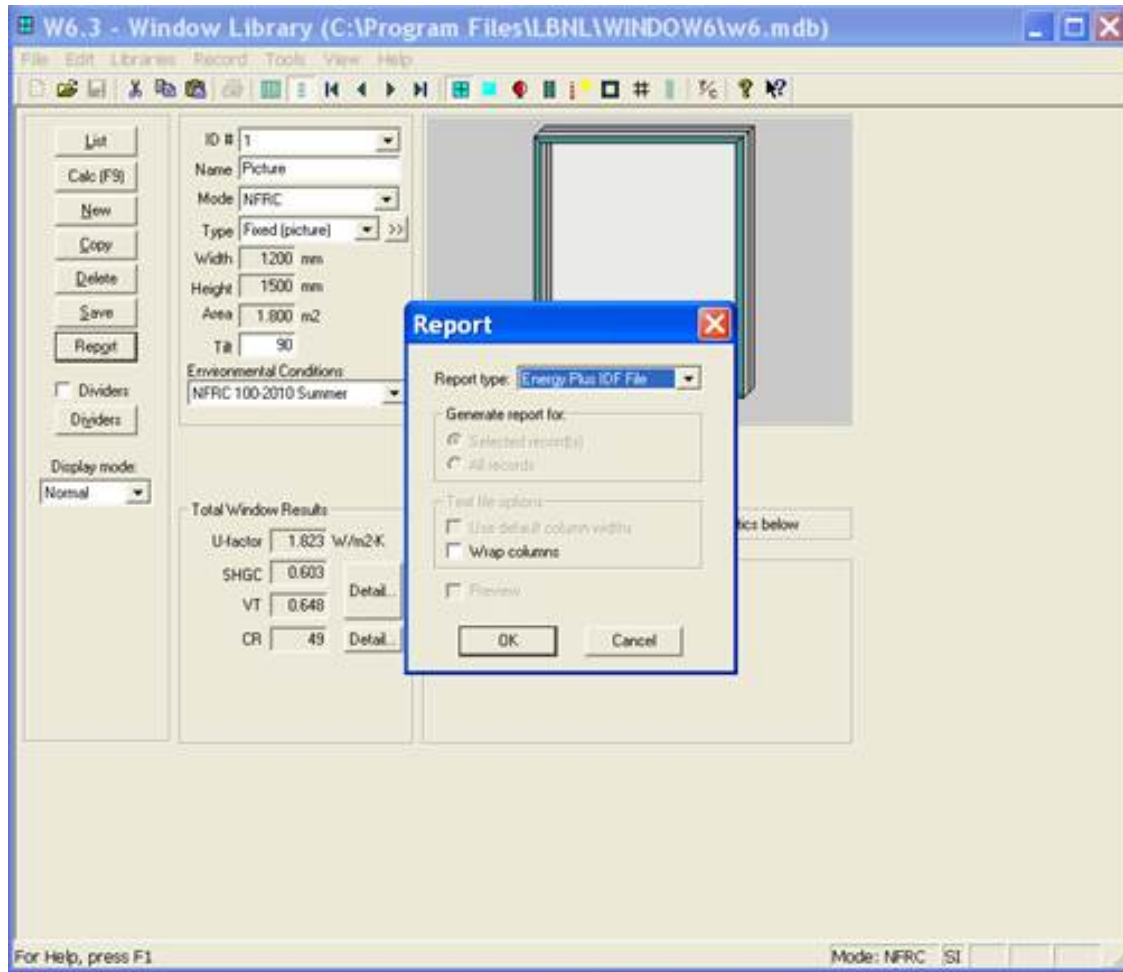 W6.3 - Window Library (C:\Program Files\LBNL\WINDOW6\w6.mdb)
File Edit Libraries Record Tools View Help
List
Calc (F9)
New
Copy
Delete
Save
Report
Dividers
Dividers
Display mode:
Normal
ID # 1
Name Picture
Mode NFRC
Type Fixed (picture) >>
Width 1200 mm
Height 1500 mm
Area 1.800 m2
Tilt 90
Environmental Conditions
NFRC 100-2010 Summer
Total Window Results
U-factor 1.823 W/m2-K
SHGC 0.603
VT 0.648
Detail...
CR 49 Detail...
tics below
Report
Report type: Energy Plus IDF File
Generate report for:
Selected record(s)
All records
Text file options
Use default column widths
Wrap columns
Preview
OK Cancel
For Help, press F1
Mode: NFRC SI